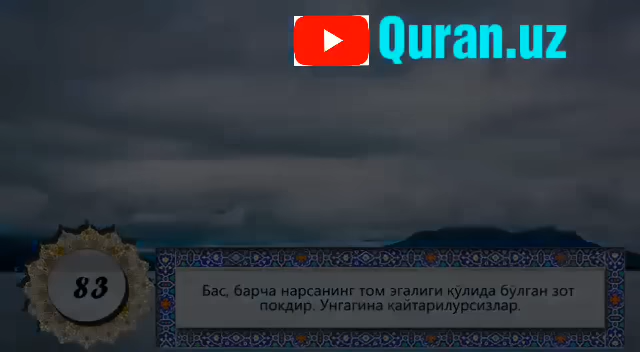 Quran.uz
83
Бас, барча нарсанинг том эгалиги қўлида бўлган зот
покдир. Унгагина қайтарилурсизлар.